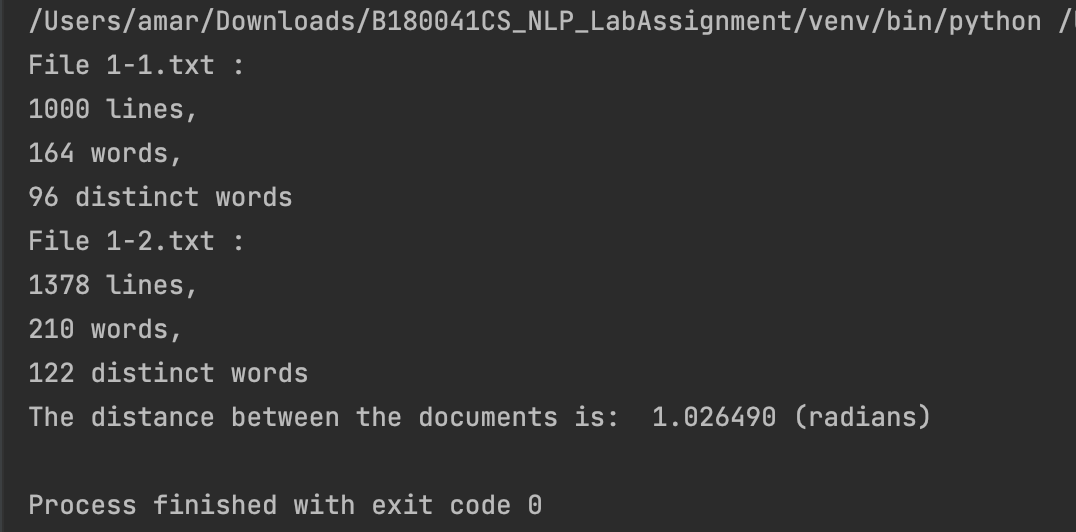 /Users/amar/Downloads/B180041CS_NLP_LabAssignment/venv/bin/python /
File 1-1.txt :
1000 lines,
164 words,
96 distinct words
File 1-2.txt :
1378 lines,
210 words,
122 distinct words
The distance between the documents is:  1.026490 (radians)
Process finished with exit code 0